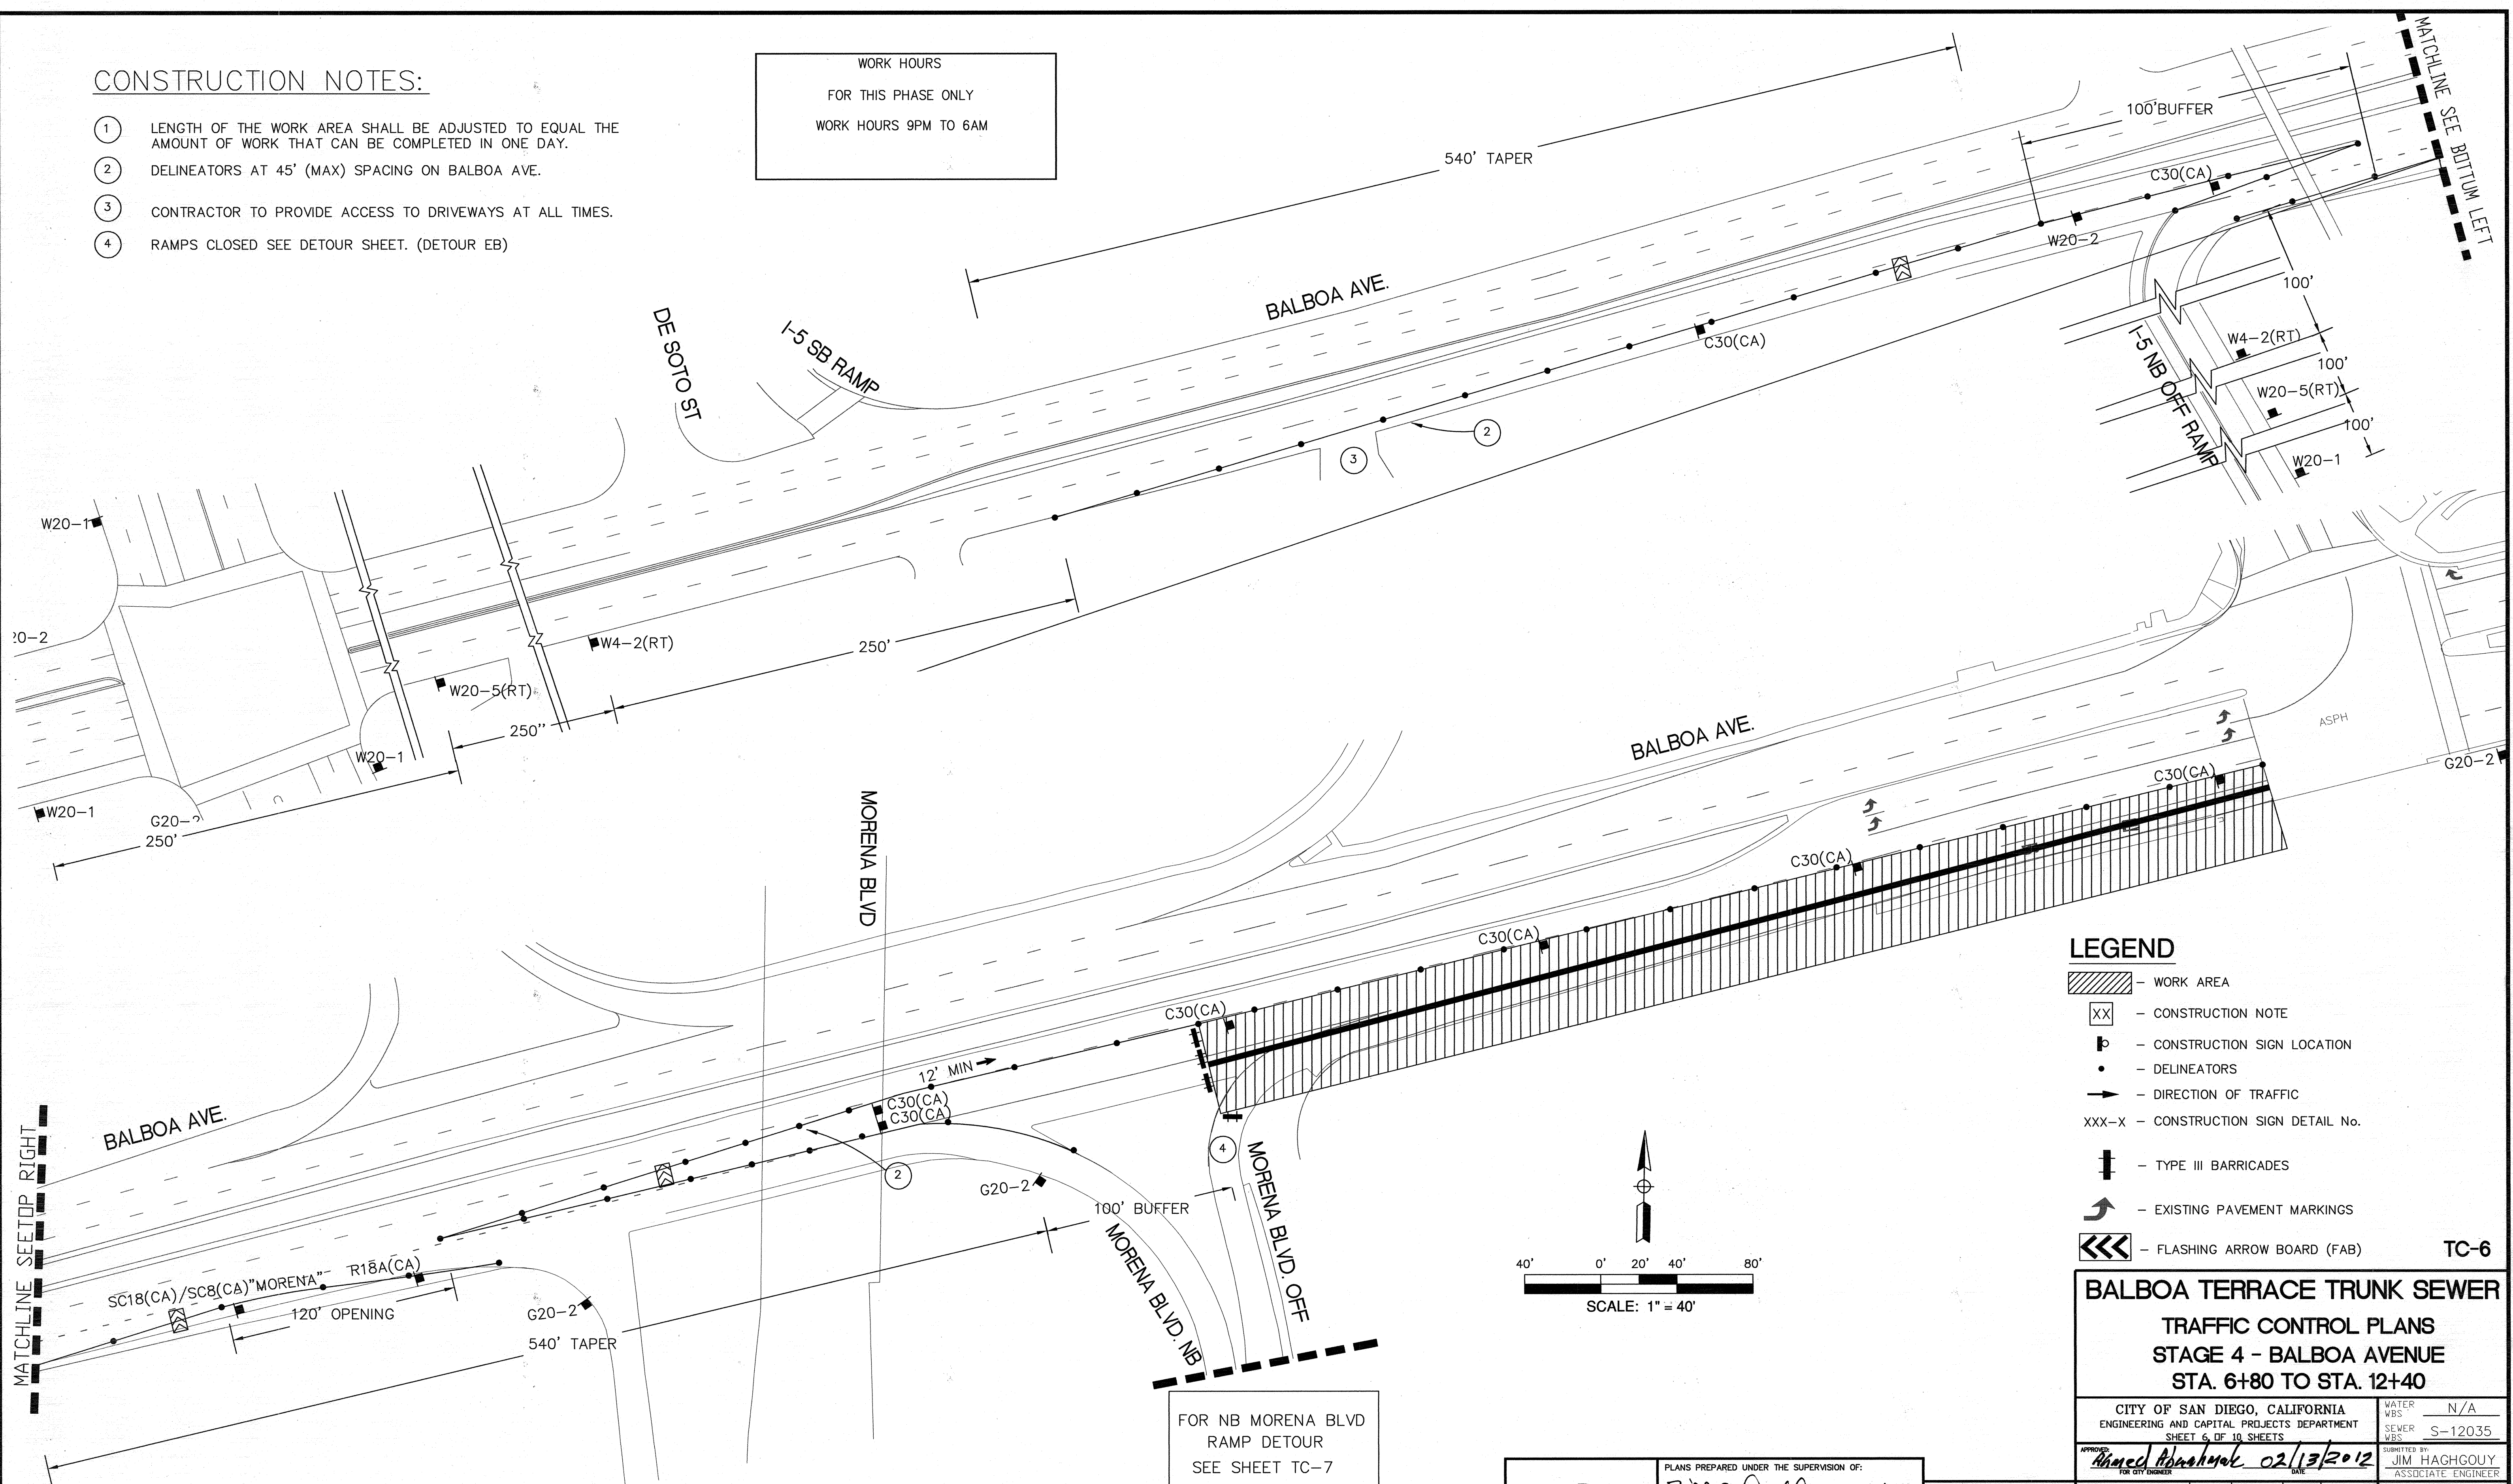 CONSTRUCTION NOTES:
1 LENGTH OF THE WORK AREA SHALL BE ADJUSTED TO EQUAL THE
AMOUNT OF WORK THAT CAN BE COMPLETED IN ONE DAY.
2 DELINEATORS AT 45' (MAX) SPACING ON BALBOA AVE.
3 CONTRACTOR TO PROVIDE ACCESS TO DRIVEWAYS AT ALL TIMES.
4 RAMPS CLOSED SEE DETOUR SHEET. (DETOUR EB)
WORK HOURS
FOR THIS PHASE ONLY
WORK HOURS 9PM TO 6AM
MATCHLINE SEE BOTTUM LEFT
100'BUFFER
540' TAPER
C30(CA)
W20-2
BALBOA AVE.
DE SOTO ST
I-5 SB RAMP
C30(CA)
2
3
I-5 NB OFF RAMP
100'
W4-2(RT)
100'
W20-5(RT)
100'
W20-1
W20-1
20-2
W4-2(RT)
250'
W20-5(RT)
250''
W20-1
W20-1
G20-2
250'
MORENA BLVD
BALBOA AVE.
ASPH
G20-2
C30(CA)
C30(CA)
C30(CA)
C30(CA)
12' MIN
C30(CA)
C30(CA)
BALBOA AVE.
MATCHLINE SEETOP RIGHT
2
4
G20-2
100' BUFFER
MORENA BLVD. NB
MORENA BLVD. OFF
SC18(CA)/SC8(CA)"MORENA"
R18A(CA)
120' OPENING
G20-2
540' TAPER
FOR NB MORENA BLVD
RAMP DETOUR
SEE SHEET TC-7
40' 0' 20' 40' 80'
SCALE: 1" = 40'
LEGEND
- WORK AREA
XX - CONSTRUCTION NOTE
- CONSTRUCTION SIGN LOCATION
- DELINEATORS
- DIRECTION OF TRAFFIC
XXX-X - CONSTRUCTION SIGN DETAIL No.
- TYPE III BARRICADES
- EXISTING PAVEMENT MARKINGS
- FLASHING ARROW BOARD (FAB)
TC-6
BALBOA TERRACE TRUNK SEWER
TRAFFIC CONTROL PLANS
STAGE 4 - BALBOA AVENUE
STA. 6+80 TO STA. 12+40
CITY OF SAN DIEGO, CALIFORNIA
ENGINEERING AND CAPITAL PROJECTS DEPARTMENT
SHEET 6 OF 10 SHEETS
WATER WBS N/A
SEWER WBS S-12035
APPROVED:
02/13/2012
FOR CITY ENGINEER DATE
SUBMITTED BY:
JIM HAGHGOUY
ASSOCIATE ENGINEER
PLANS PREPARED UNDER THE SUPERVISION OF: